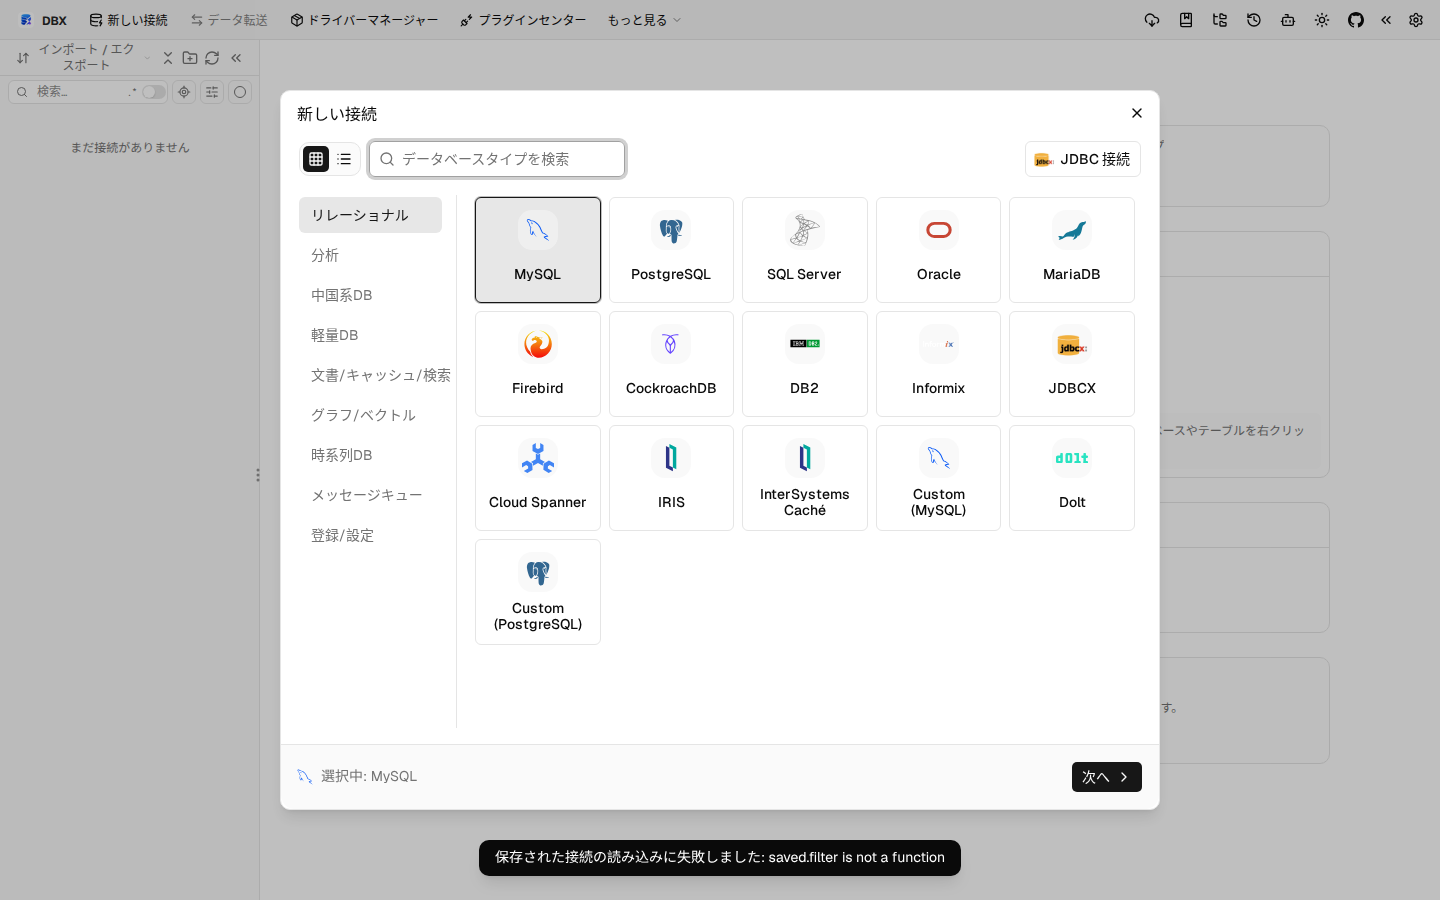 DBX
新しい接続
データ転送
ドライバーマネージャー
プラグインセンター
もっと見る
インポート / エク
スポート
検索...
.*
まだ接続がありません
新しい接続
データベースタイプを検索
JDBC 接続
リレーショナル
分析
中国系DB
軽量DB
文書/キャッシュ/検索
グラフ/ベクトル
時系列DB
メッセージキュー
登録/設定
MySQL
PostgreSQL
SQL Server
Oracle
MariaDB
Firebird
CockroachDB
DB2
Informix
JDBCX
Cloud Spanner
IRIS
InterSystems
Caché
Custom
(MySQL)
Dolt
Custom
(PostgreSQL)
ースやテーブルを右クリッ
す。
選択中: MySQL
次へ
保存された接続の読み込みに失敗しました: saved.filter is not a function